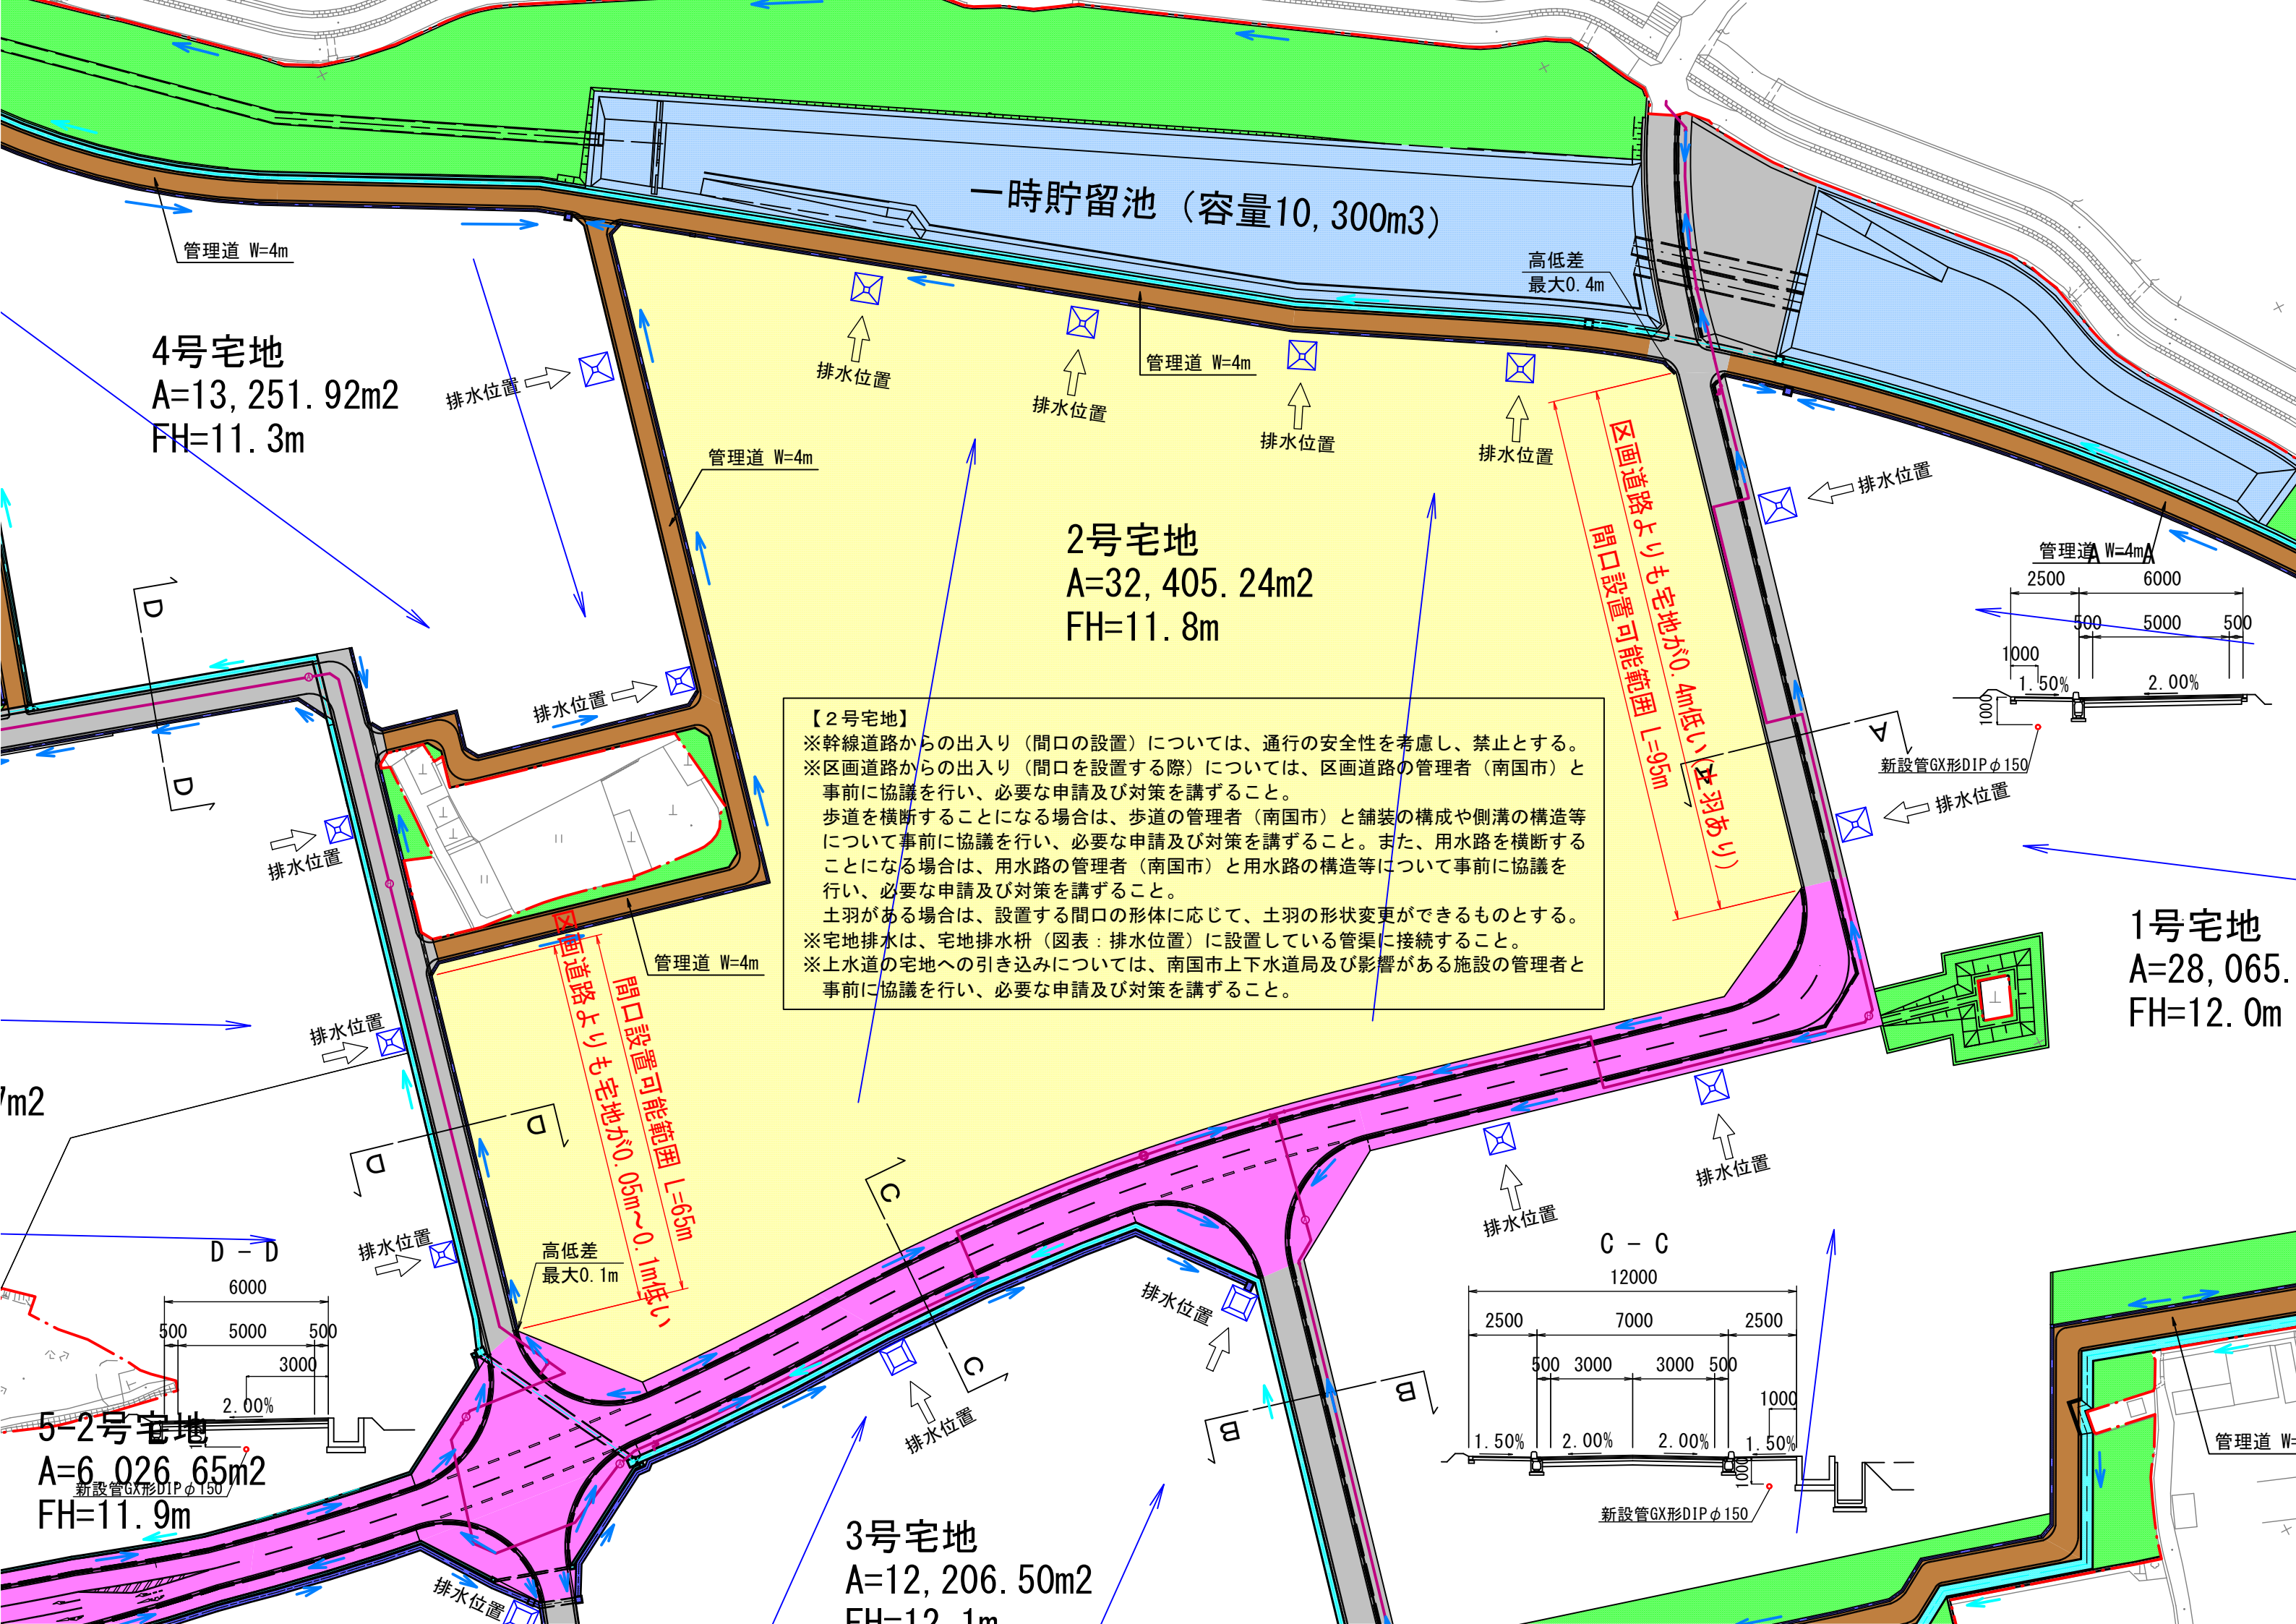 一時貯留池（容量10,300m3）
管理道 W=4m
高低差
最大0.4m
4号宅地
A=13,251.92m2
FH=11.3m
排水位置
排水位置
排水位置
管理道 W=4m
排水位置
排水位置
管理道 W=4m
排水位置
区画道路よりも宅地が0.4m低い(土羽あり)
間口設置可能範囲 L=95m
2号宅地
A=32,405.24m2
FH=11.8m
管理道 W=4m
A-A
2500
6000
500
5000
500
1000
1.50%
2.00%
1000
新設管GX形DIPφ150
A
A
排水位置
D
D
排水位置
【２号宅地】
※幹線道路からの出入り（間口の設置）については、通行の安全性を考慮し、禁止とする。
※区画道路からの出入り（間口を設置する際）については、区画道路の管理者（南国市）と
事前に協議を行い、必要な申請及び対策を講ずること。
歩道を横断することになる場合は、歩道の管理者（南国市）と舗装の構成や側溝の構造等
について事前に協議を行い、必要な申請及び対策を講ずること。また、用水路を横断する
ことになる場合は、用水路の管理者（南国市）と用水路の構造等について事前に協議を
行い、必要な申請及び対策を講ずること。
土羽がある場合は、設置する間口の形体に応じて、土羽の形状変更ができるものとする。
※宅地排水は、宅地排水枡（図表：排水位置）に設置している管渠に接続すること。
※上水道の宅地への引き込みについては、南国市上下水道局及び影響がある施設の管理者と
事前に協議を行い、必要な申請及び対策を講ずること。
排水位置
排水位置
管理道 W=4m
区画道路よりも宅地が0.05m～0.1m低い
間口設置可能範囲 L=65m
1号宅地
A=28,065.
FH=12.0m
排水位置
m2
D
D
排水位置
高低差
最大0.1m
C
C
排水位置
排水位置
排水位置
排水位置
D - D
6000
500
5000
500
3000
2.00%
新設管GX形DIPφ150
5-2号宅地
A=6,026.65m2
FH=11.9m
C - C
12000
2500
7000
2500
500
3000
3000
500
1000
1.50%
2.00%
2.00%
1.50%
1000
新設管GX形DIPφ150
B
B
管理道 W=
3号宅地
A=12,206.50m2
FH=12.1m
排水位置